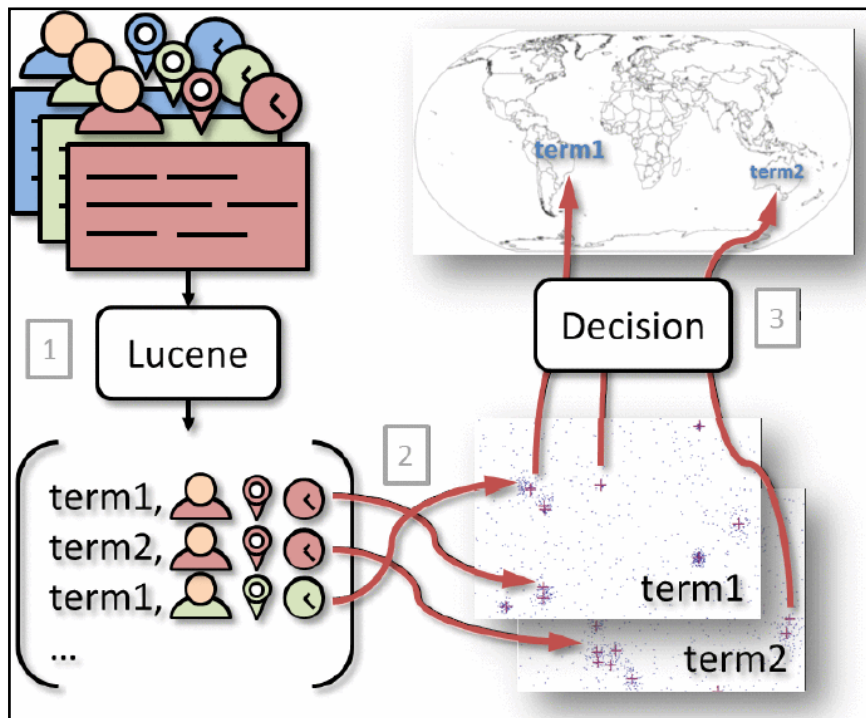 term1
term2
1
Lucene
Decision
3
2
term1,
term2,
term1,
...
term1
term2